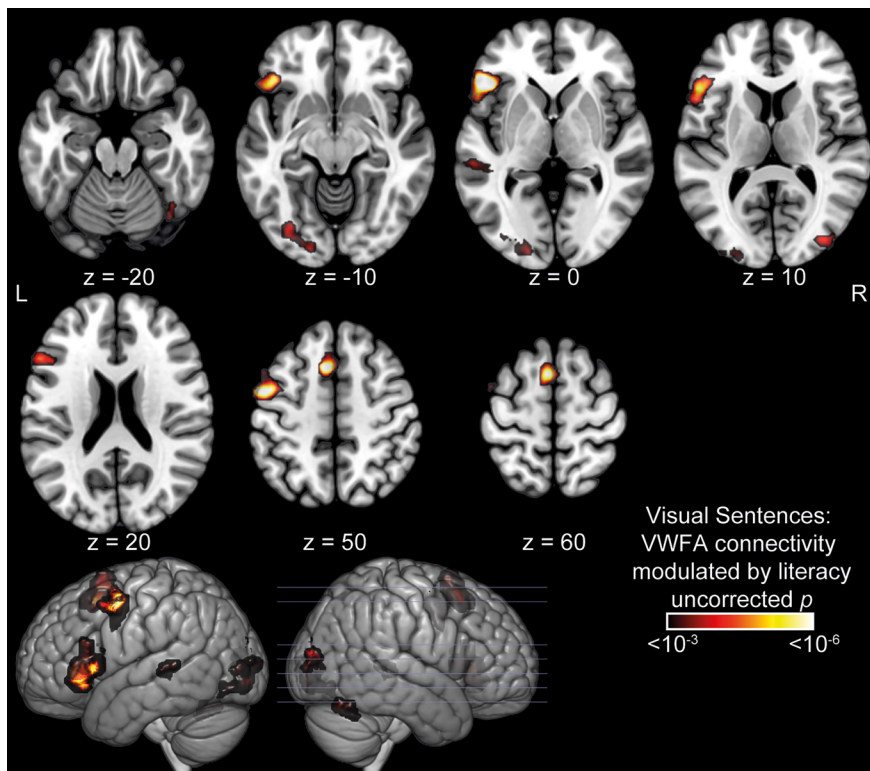 z = -20
z = -10
z = 0
z = 10
L
R
z = 20
z = 50
z = 60
Visual Sentences:
VWFA connectivity
modulated by literacy
uncorrected p
<10⁻³
<10⁻⁶